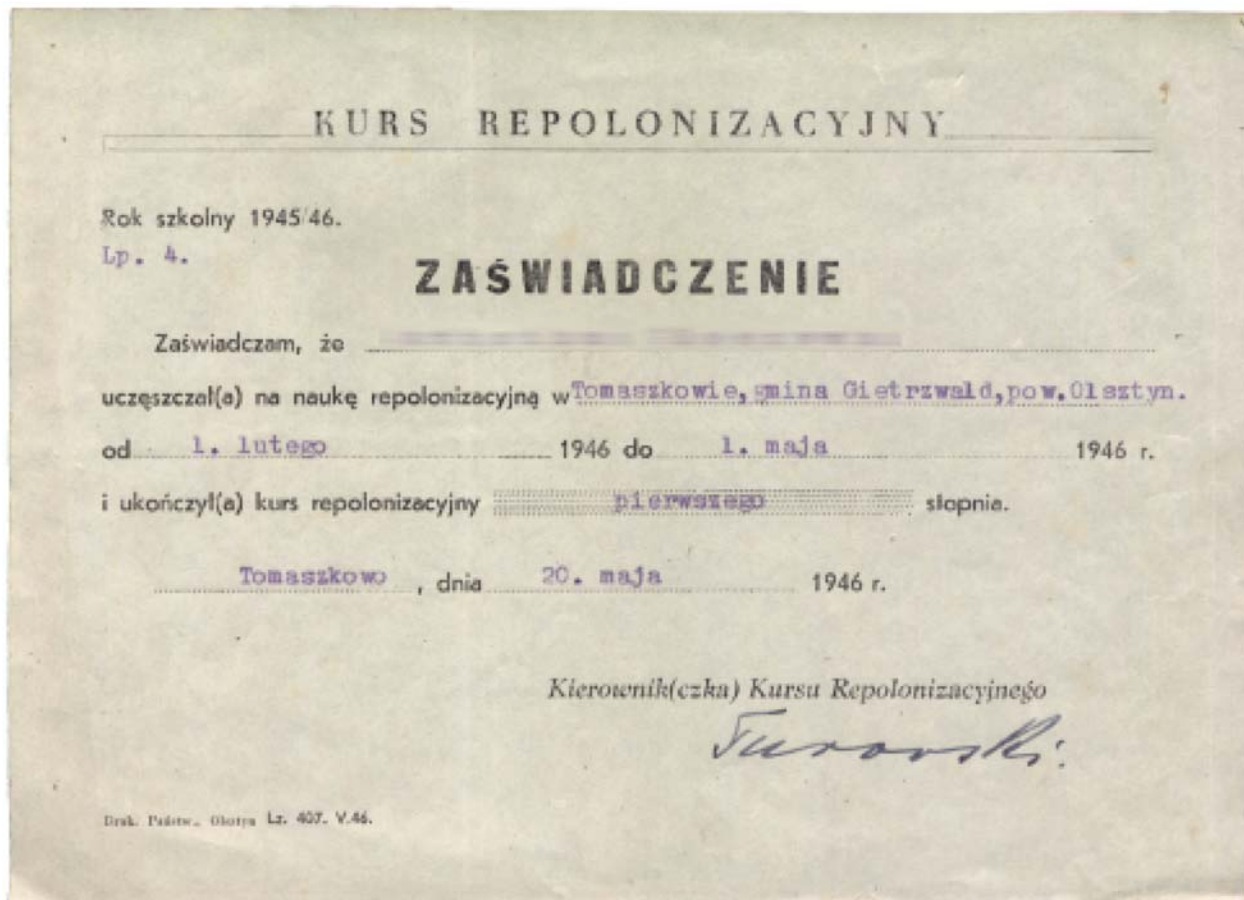 KURS REPOLONIZACYJNY
Rok szkolny 1945/46.
Lp. 4.
ZAŚWIADCZENIE
Zaświadczam, że
uczęszczał(a) na naukę repolonizacyjną w Tomaszkowie, gmina Gietrzwałd, pow. Olsztyn.
od 1. lutego 1946 do 1. maja 1946 r.
i ukończył(a) kurs repolonizacyjny pierwszego stopnia.
Tomaszkowo, dnia 20. maja 1946 r.
Kierownik(czka) Kursu Repolonizacyjnego
Druk. Państw., Olsztyn Lz. 407. V.46.